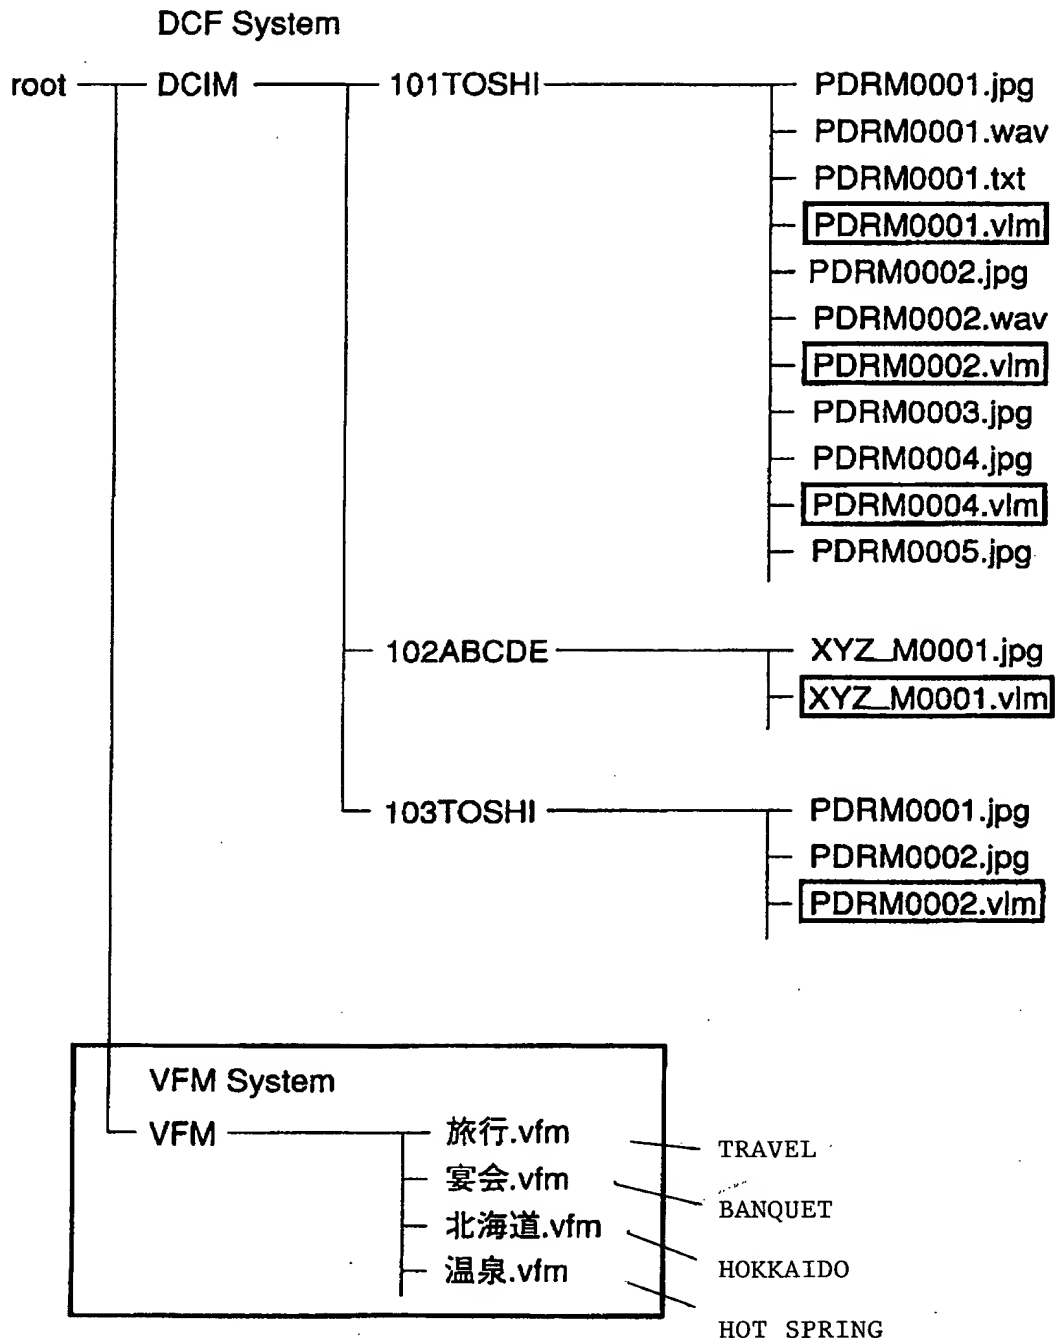 DCF System
root DCIM 101TOSHI PDRM0001.jpg
PDRM0001.wav
PDRM0001.txt
PDRM0001.vlm
PDRM0002.jpg
PDRM0002.wav
PDRM0002.vlm
PDRM0003.jpg
PDRM0004.jpg
PDRM0004.vlm
PDRM0005.jpg
102ABCDE XYZ_M0001.jpg
XYZ_M0001.vlm
103TOSHI PDRM0001.jpg
PDRM0002.jpg
PDRM0002.vlm
VFM System
VFM 旅行.vfm TRAVEL
宴会.vfm BANQUET
北海道.vfm HOKKAIDO
温泉.vfm HOT SPRING